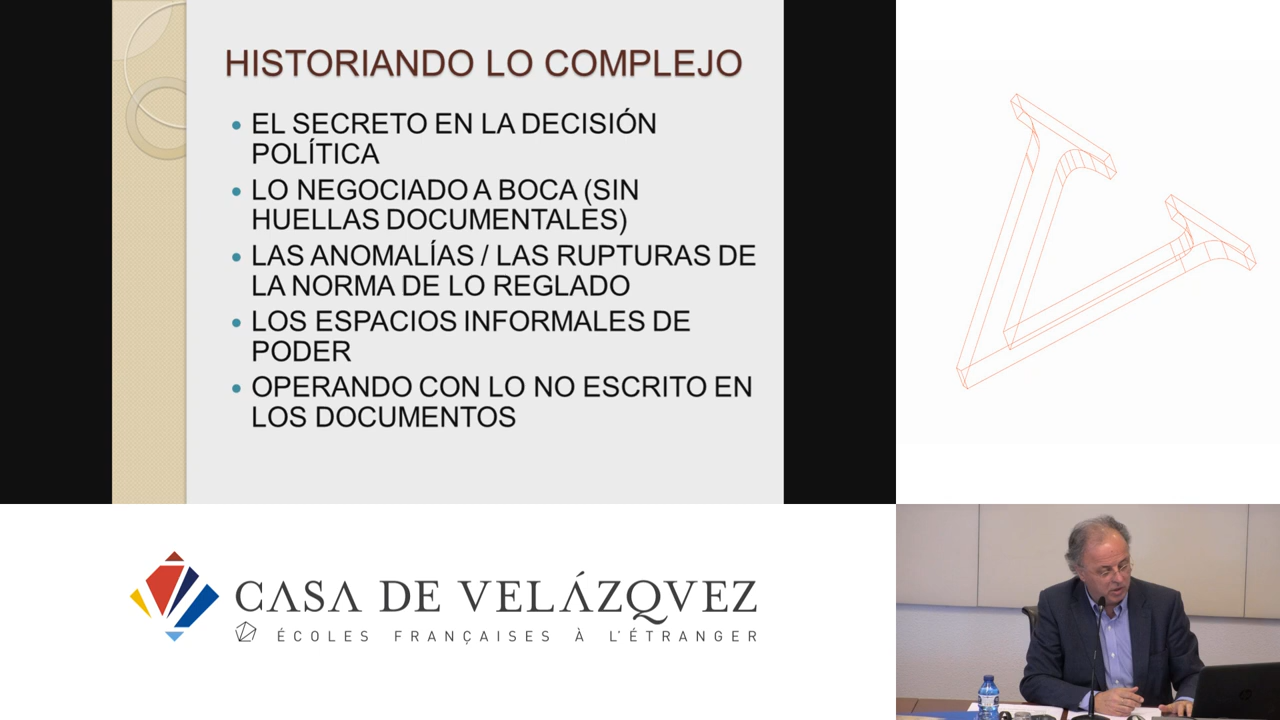 HISTORIANDO LO COMPLEJO
• EL SECRETO EN LA DECISIÓN
POLÍTICA
• LO NEGOCIADO A BOCA (SIN
HUELLAS DOCUMENTALES)
• LAS ANOMALÍAS / LAS RUPTURAS DE
LA NORMA DE LO REGLADO
• LOS ESPACIOS INFORMALES DE
PODER
• OPERANDO CON LO NO ESCRITO EN
LOS DOCUMENTOS
CASA DE VELÁZQVEZ
ÉCOLES FRANÇAISES À L'ÉTRANGER